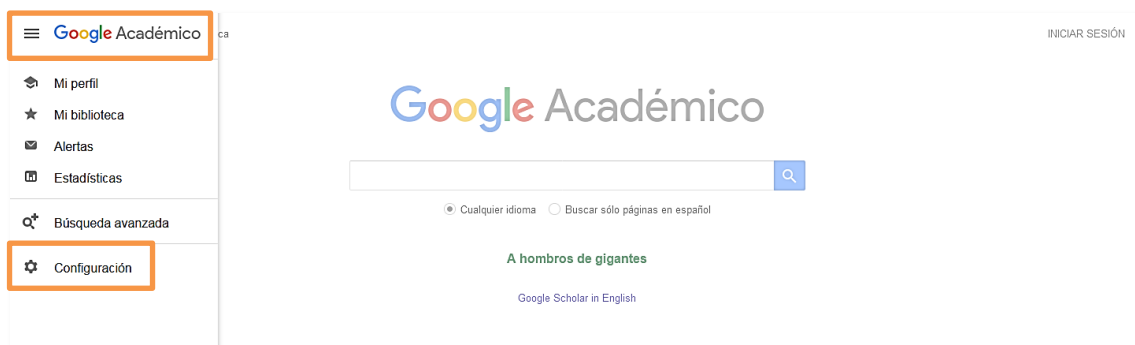 Google Académico
ca
INICIAR SESIÓN
Mi perfil
Mi biblioteca
Alertas
Estadísticas
Búsqueda avanzada
Configuración
Google Académico
Cualquier idioma
Buscar sólo páginas en español
A hombros de gigantes
Google Scholar in English